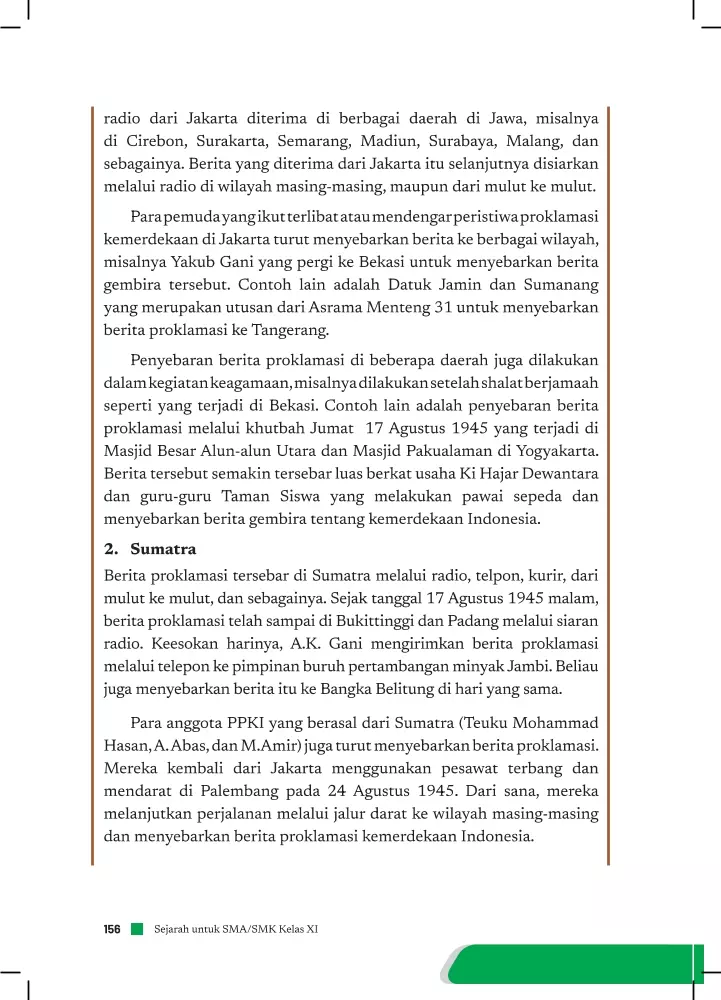 radio dari Jakarta diterima di berbagai daerah di Jawa, misalnya
di Cirebon, Surakarta, Semarang, Madiun, Surabaya, Malang, dan
sebagainya. Berita yang diterima dari Jakarta itu selanjutnya disiarkan
melalui radio di wilayah masing-masing, maupun dari mulut ke mulut.
Para pemuda yang ikut terlibat atau mendengar peristiwa proklamasi
kemerdekaan di Jakarta turut menyebarkan berita ke berbagai wilayah,
misalnya Yakub Gani yang pergi ke Bekasi untuk menyebarkan berita
gembira tersebut. Contoh lain adalah Datuk Jamin dan Sumanang
yang merupakan utusan dari Asrama Menteng 31 untuk menyebarkan
berita proklamasi ke Tangerang.
Penyebaran berita proklamasi di beberapa daerah juga dilakukan
dalam kegiatan keagamaan, misalnya dilakukan setelah shalat berjamaah
seperti yang terjadi di Bekasi. Contoh lain adalah penyebaran berita
proklamasi melalui khutbah Jumat 17 Agustus 1945 yang terjadi di
Masjid Besar Alun-alun Utara dan Masjid Pakualaman di Yogyakarta.
Berita tersebut semakin tersebar luas berkat usaha Ki Hajar Dewantara
dan guru-guru Taman Siswa yang melakukan pawai sepeda dan
menyebarkan berita gembira tentang kemerdekaan Indonesia.
2. Sumatra
Berita proklamasi tersebar di Sumatra melalui radio, telpon, kurir, dari
mulut ke mulut, dan sebagainya. Sejak tanggal 17 Agustus 1945 malam,
berita proklamasi telah sampai di Bukittinggi dan Padang melalui siaran
radio. Keesokan harinya, A.K. Gani mengirimkan berita proklamasi
melalui telepon ke pimpinan buruh pertambangan minyak Jambi. Beliau
juga menyebarkan berita itu ke Bangka Belitung di hari yang sama.
Para anggota PPKI yang berasal dari Sumatra (Teuku Mohammad
Hasan, A. Abas, dan M.Amir) juga turut menyebarkan berita proklamasi.
Mereka kembali dari Jakarta menggunakan pesawat terbang dan
mendarat di Palembang pada 24 Agustus 1945. Dari sana, mereka
melanjutkan perjalanan melalui jalur darat ke wilayah masing-masing
dan menyebarkan berita proklamasi kemerdekaan Indonesia.
156 Sejarah untuk SMA/SMK Kelas XI